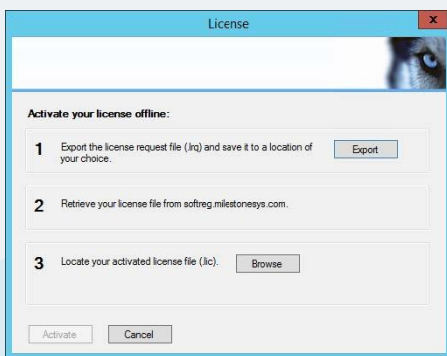 License
x
Activate your license offline:
1
Export the license request file (.lrq) and save it to a location of
your choice.
Export
2
Retrieve your license file from softreg.milestonesys.com.
3
Locate your activated license file (.lic).
Browse
Activate
Cancel